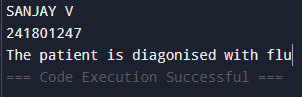 SANJAY V
241801247
The patient is diagonised with flu
=== Code Execution Successful ===